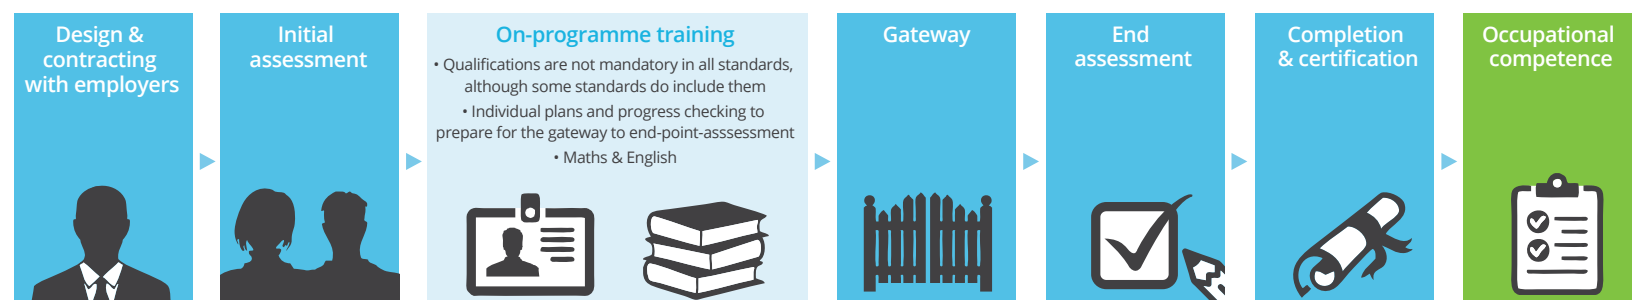 Design &
contracting
with employers
Initial
assessment
On-programme training
• Qualifications are not mandatory in all standards,
although some standards do include them
• Individual plans and progress checking to
prepare for the gateway to end-point-asssessment
• Maths & English
Gateway
End
assessment
Completion
& certification
Occupational
competence